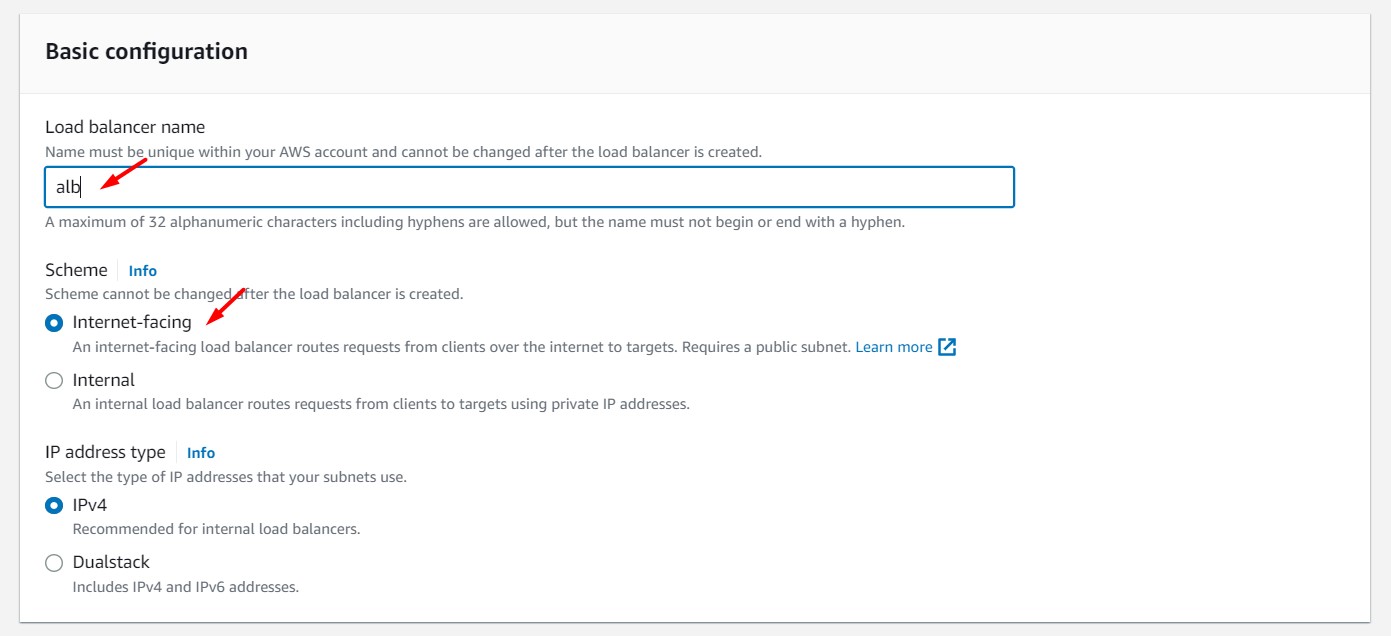 Basic configuration
Load balancer name
Name must be unique within your AWS account and cannot be changed after the load balancer is created.
alb
A maximum of 32 alphanumeric characters including hyphens are allowed, but the name must not begin or end with a hyphen.
Scheme Info
Scheme cannot be changed after the load balancer is created.
Internet-facing
An internet-facing load balancer routes requests from clients over the internet to targets. Requires a public subnet. Learn more
Internal
An internal load balancer routes requests from clients to targets using private IP addresses.
IP address type Info
Select the type of IP addresses that your subnets use.
IPv4
Recommended for internal load balancers.
Dualstack
Includes IPv4 and IPv6 addresses.